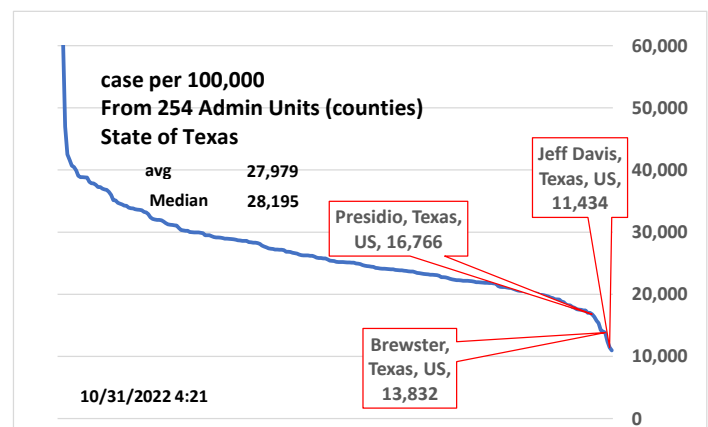 case per 100,000
From 254 Admin Units (counties)
State of Texas
avg 27,979
Median 28,195
60,000
50,000
40,000
30,000
20,000
10,000
0
Jeff Davis,
Texas, US,
11,434
Presidio, Texas,
US, 16,766
Brewster,
Texas, US,
13,832
10/31/2022 4:21